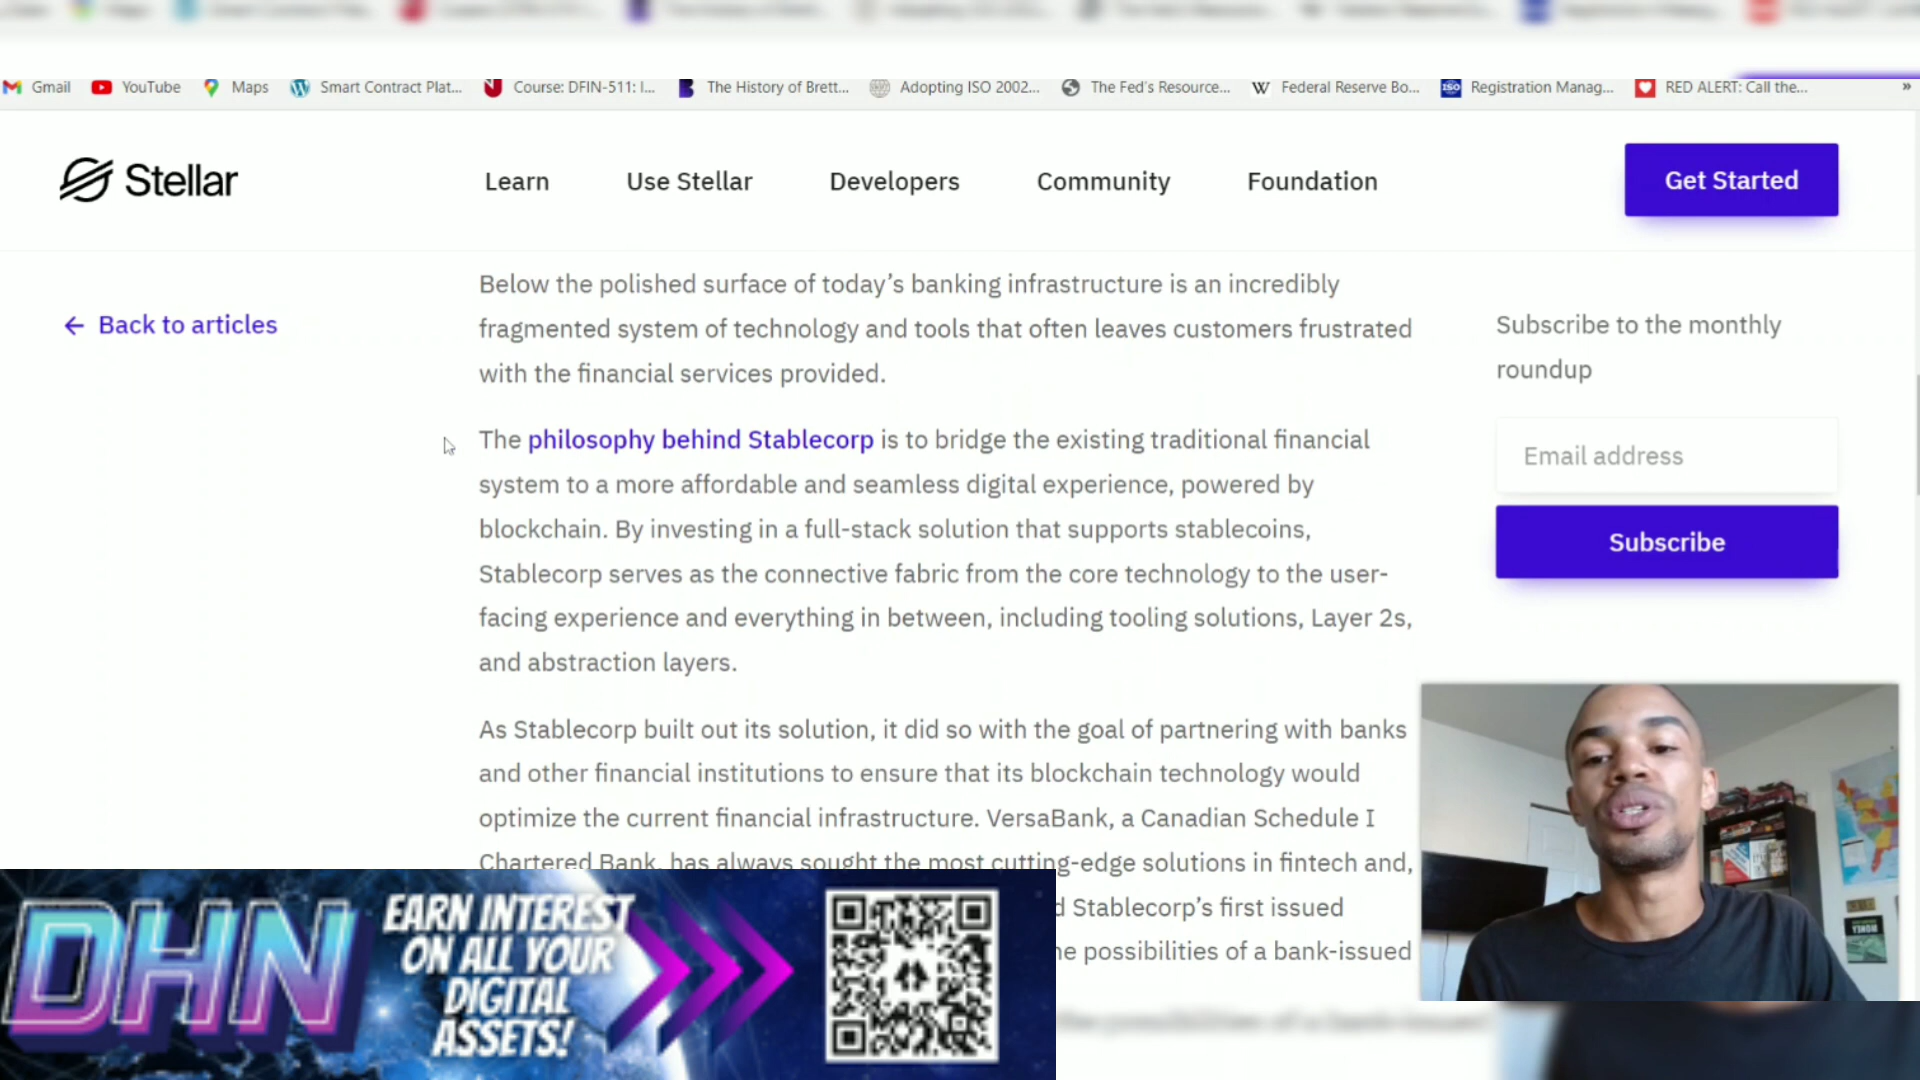 Gmail YouTube Maps Smart Contract Plat... Course: DFIN-511: I... The History of Brett... Adopting ISO 2002... The Fed's Resource... W Federal Reserve Bo... ISO Registration Manag... RED ALERT: Call the... »
Stellar Learn Use Stellar Developers Community Foundation Get Started
← Back to articles
Below the polished surface of today's banking infrastructure is an incredibly
fragmented system of technology and tools that often leaves customers frustrated
with the financial services provided.
The philosophy behind Stablecorp is to bridge the existing traditional financial
system to a more affordable and seamless digital experience, powered by
blockchain. By investing in a full-stack solution that supports stablecoins,
Stablecorp serves as the connective fabric from the core technology to the user-
facing experience and everything in between, including tooling solutions, Layer 2s,
and abstraction layers.
As Stablecorp built out its solution, it did so with the goal of partnering with banks
and other financial institutions to ensure that its blockchain technology would
optimize the current financial infrastructure. VersaBank, a Canadian Schedule I
Chartered Bank, has always sought the most cutting-edge solutions in fintech and,
d Stablecorp's first issued
he possibilities of a bank-issued
Subscribe to the monthly
roundup
Email address
Subscribe
DHN
EARN INTEREST
ON ALL YOUR
DIGITAL
ASSETS!
MONEY